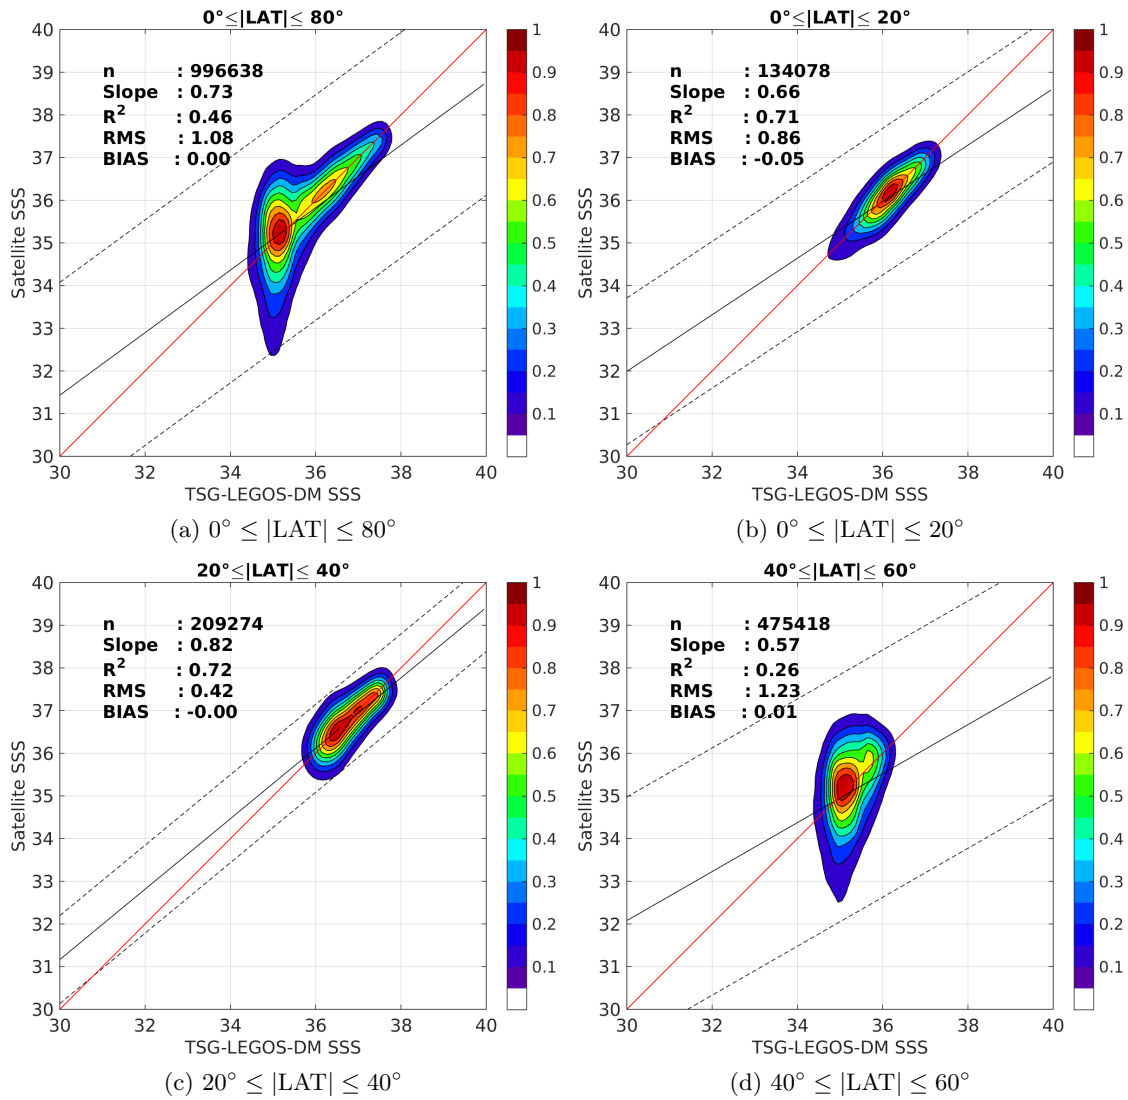 0°≤|LAT|≤ 80°
n : 996638
Slope : 0.73
R² : 0.46
RMS : 1.08
BIAS : 0.00
40
39
38
37
36
35
34
33
32
31
30
30 32 34 36 38 40
Satellite SSS
TSG-LEGOS-DM SSS
1
0.9
0.8
0.7
0.6
0.5
0.4
0.3
0.2
0.1
(a) 0° ≤ |LAT| ≤ 80°
0°≤|LAT|≤ 20°
n : 134078
Slope : 0.66
R² : 0.71
RMS : 0.86
BIAS : -0.05
40
39
38
37
36
35
34
33
32
31
30
30 32 34 36 38 40
Satellite SSS
TSG-LEGOS-DM SSS
1
0.9
0.8
0.7
0.6
0.5
0.4
0.3
0.2
0.1
(b) 0° ≤ |LAT| ≤ 20°
20°≤|LAT|≤ 40°
n : 209274
Slope : 0.82
R² : 0.72
RMS : 0.42
BIAS : -0.00
40
39
38
37
36
35
34
33
32
31
30
30 32 34 36 38 40
Satellite SSS
TSG-LEGOS-DM SSS
1
0.9
0.8
0.7
0.6
0.5
0.4
0.3
0.2
0.1
(c) 20° ≤ |LAT| ≤ 40°
40°≤|LAT|≤ 60°
n : 475418
Slope : 0.57
R² : 0.26
RMS : 1.23
BIAS : 0.01
40
39
38
37
36
35
34
33
32
31
30
30 32 34 36 38 40
Satellite SSS
TSG-LEGOS-DM SSS
1
0.9
0.8
0.7
0.6
0.5
0.4
0.3
0.2
0.1
(d) 40° ≤ |LAT| ≤ 60°